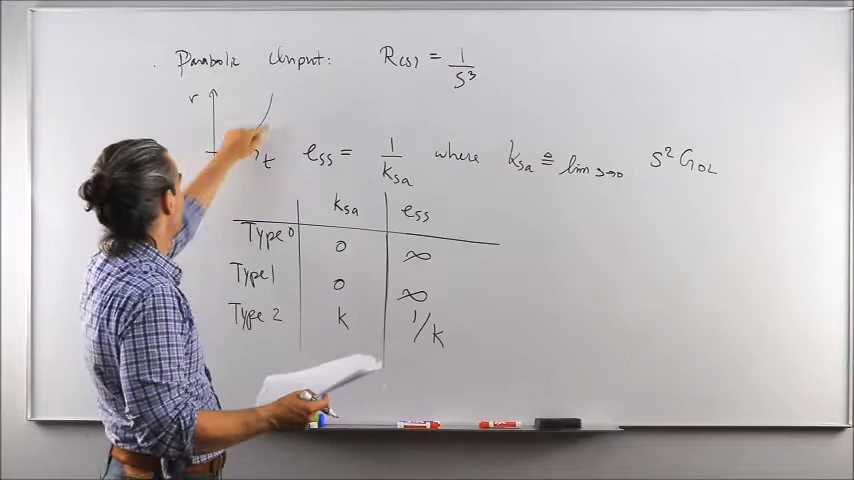 Parabolic Input: R(s) = 1/S³
r
t
ess = 1/ksa where ksa ≜ lim s→0 S² GOL
ksa ess
Type 0 0 ∞
Type 1 0 ∞
Type 2 k 1/k